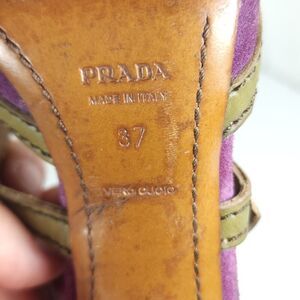 PRADA
MADE IN ITALY
37
VERO CUOIO